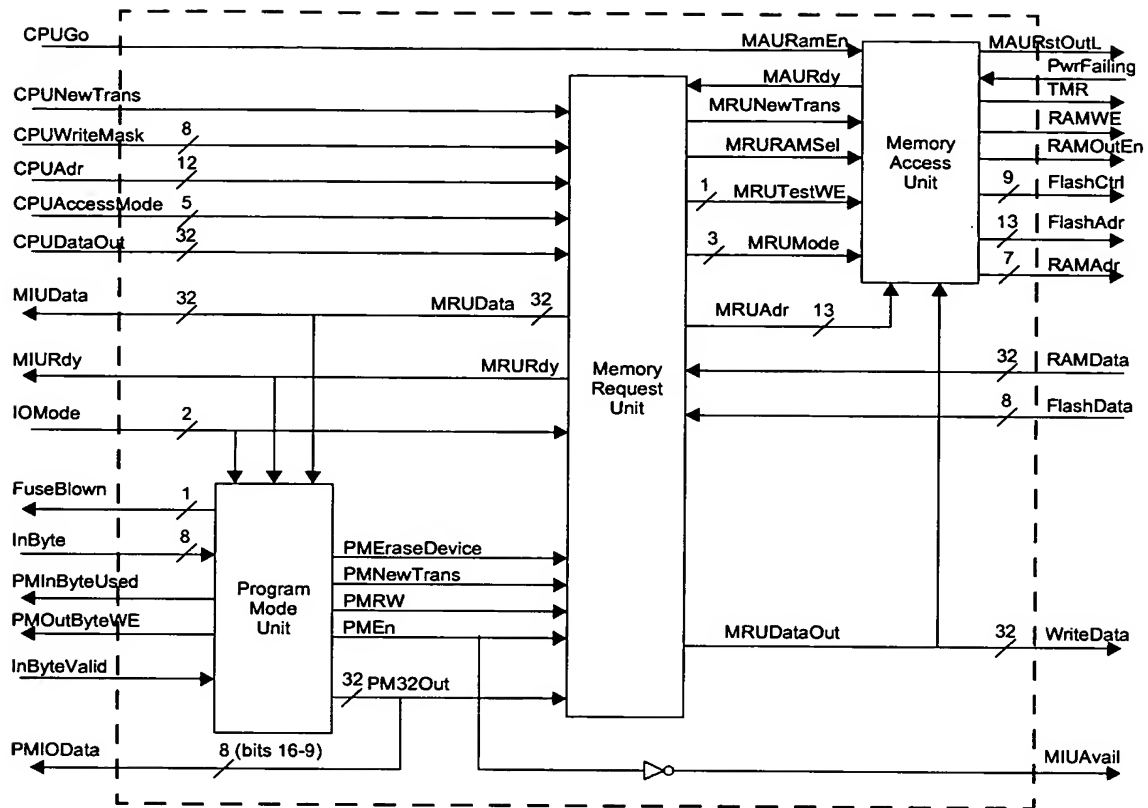 CPUGo
MAURamEn
MAURstOutL
MAURdy
PwrFailing
CPUNewTrans
MRUNewTrans
TMR
CPUWriteMask
8
MRURAMSel
RAMWE
CPUAdr
12
Memory
Access
Unit
RAMOutEn
CPUAccessMode
5
1
MRUTestWE
9
FlashCtrl
CPUDataOut
32
3
MRUMode
13
FlashAdr
7
RAMAdr
MIUData
32
MRUData
32
MRUAdr
13
MIURdy
MRURdy
Memory
Request
Unit
32
RAMData
IOMode
2
8
FlashData
FuseBlown
1
InByte
8
PMEraseDevice
PMInByteUsed
Program
Mode
Unit
PMNewTrans
PMRW
PMOutByteWE
PMEn
MRUDataOut
32
WriteData
InByteValid
32
PM32Out
PMIOData
8 (bits 16-9)
MIUAvail